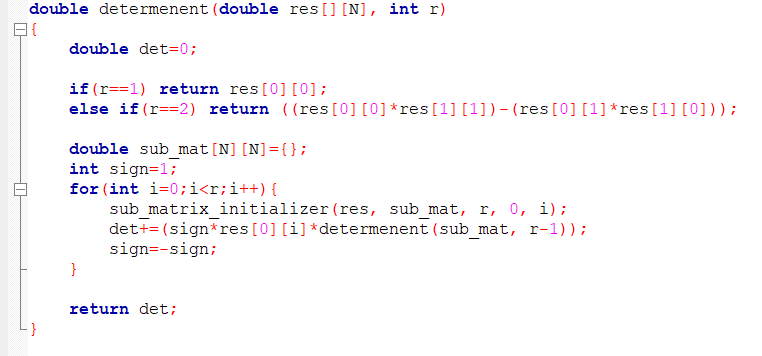 double determenent(double res[][N], int r)
{
    double det=0;

    if(r==1) return res[0][0];
    else if(r==2) return ((res[0][0]*res[1][1])-(res[0][1]*res[1][0]));

    double sub_mat[N][N]={};
    int sign=1;
    for(int i=0;i<r;i++){
        sub_matrix_initializer(res, sub_mat, r, 0, i);
        det+=(sign*res[0][i]*determenent(sub_mat, r-1));
        sign=-sign;
    }

    return det;
}